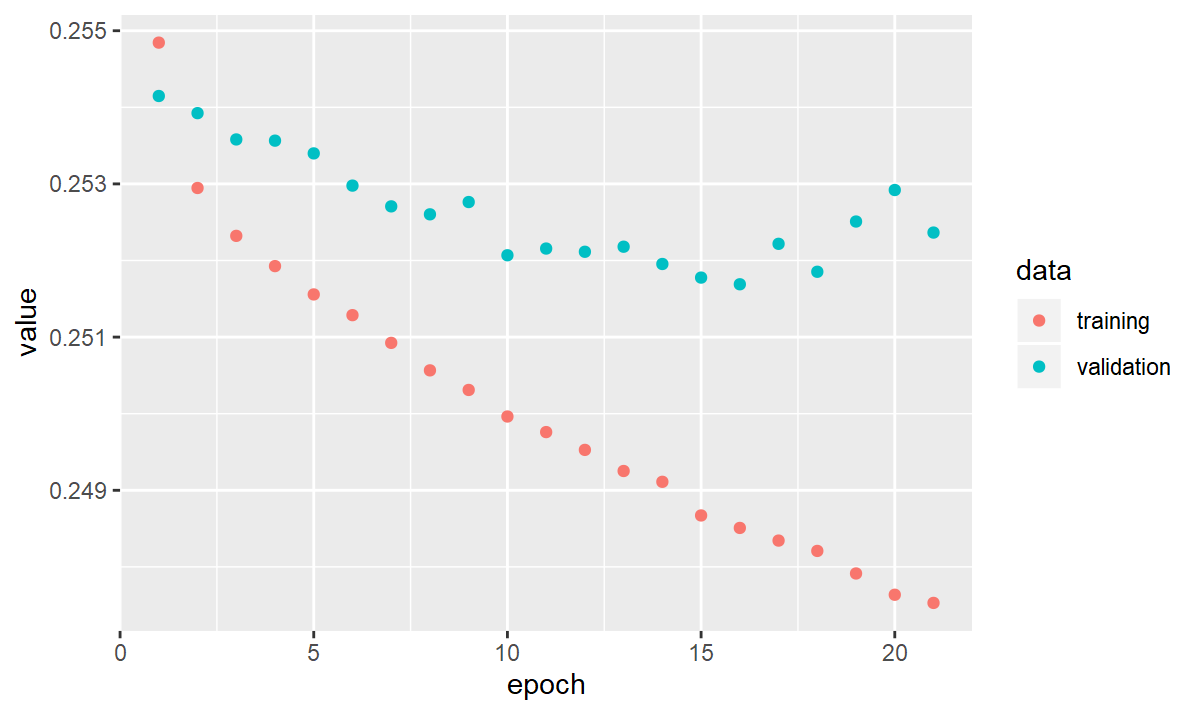 0.255
0.253
0.251
0.249
value
0 5 10 15 20
epoch
data
training
validation